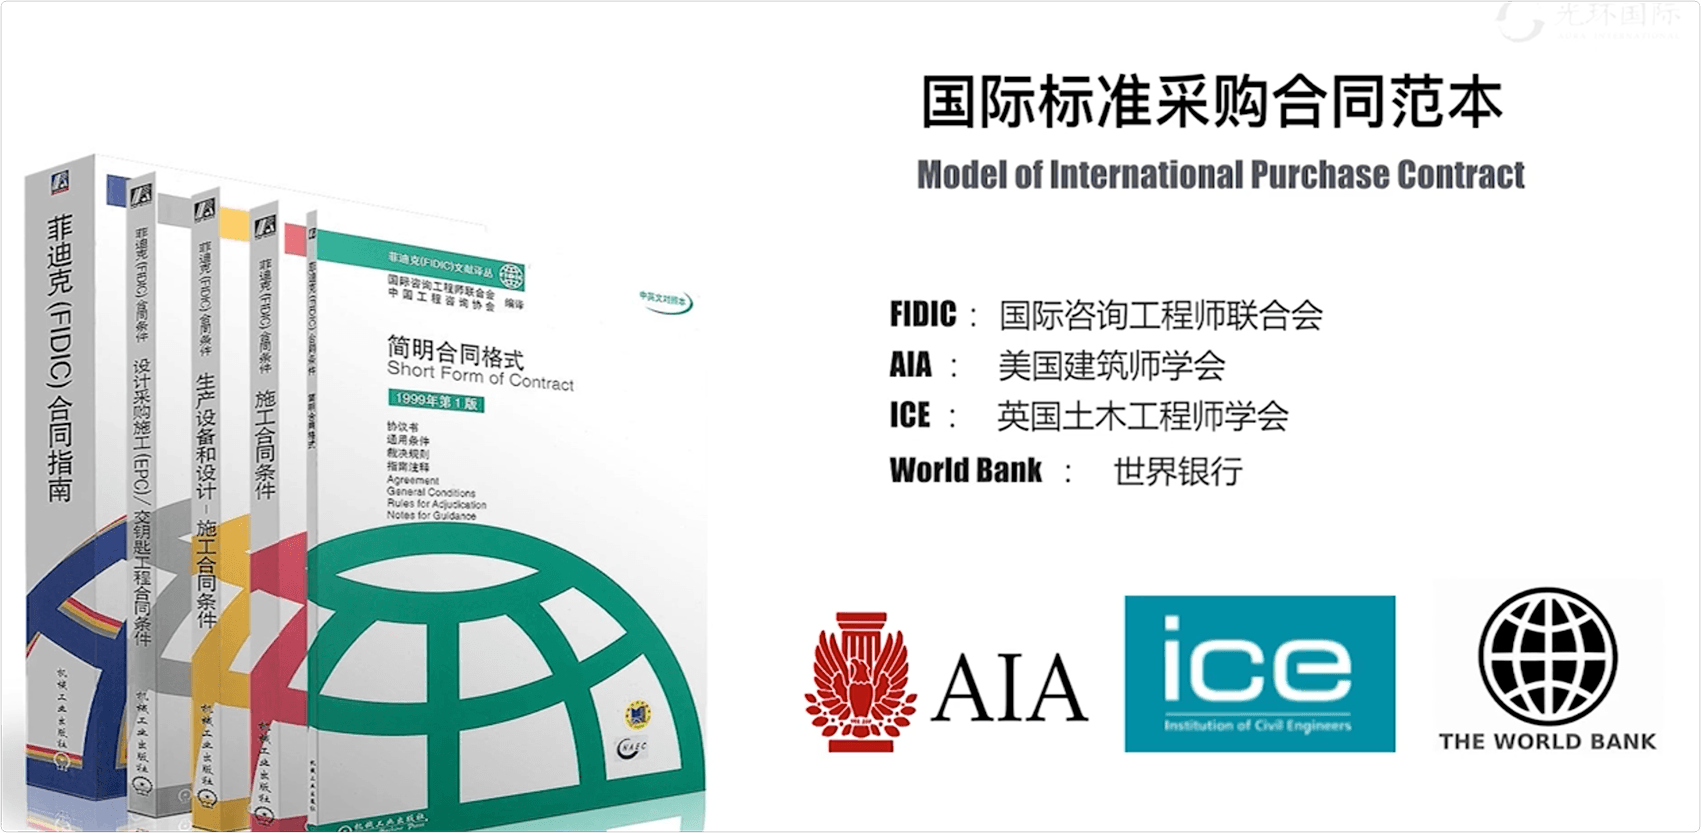 光环国际
国际标准采购合同范本
Model of International Purchase Contract
FIDIC ： 国际咨询工程师联合会
AIA ： 美国建筑师学会
ICE ： 英国土木工程师学会
World Bank ： 世界银行
AIA
ice
Institution of Civil Engineers
THE WORLD BANK
菲迪克(FIDIC)合同指南
机械工业出版社
菲迪克(FIDIC)合同条件
设计采购施工(EPC)/交钥匙工程合同条件
机械工业出版社
菲迪克(FIDIC)合同条件
生产设备和设计－施工合同条件
机械工业出版社
菲迪克(FIDIC)合同条件
施工合同条件
机械工业出版社
菲迪克(FIDIC)合同条件
简明合同格式
机械工业出版社
菲迪克(FIDIC)文献译丛
国际咨询工程师联合会
中国工程咨询协会
编译
中英文对照本
简明合同格式
Short Form of Contract
1999年第1版
协议书
通用条件
裁决规则
指南注释
Agreement
General Conditions
Rules for Adjudication
Notes for Guidance
CNAEC
机械工业出版社